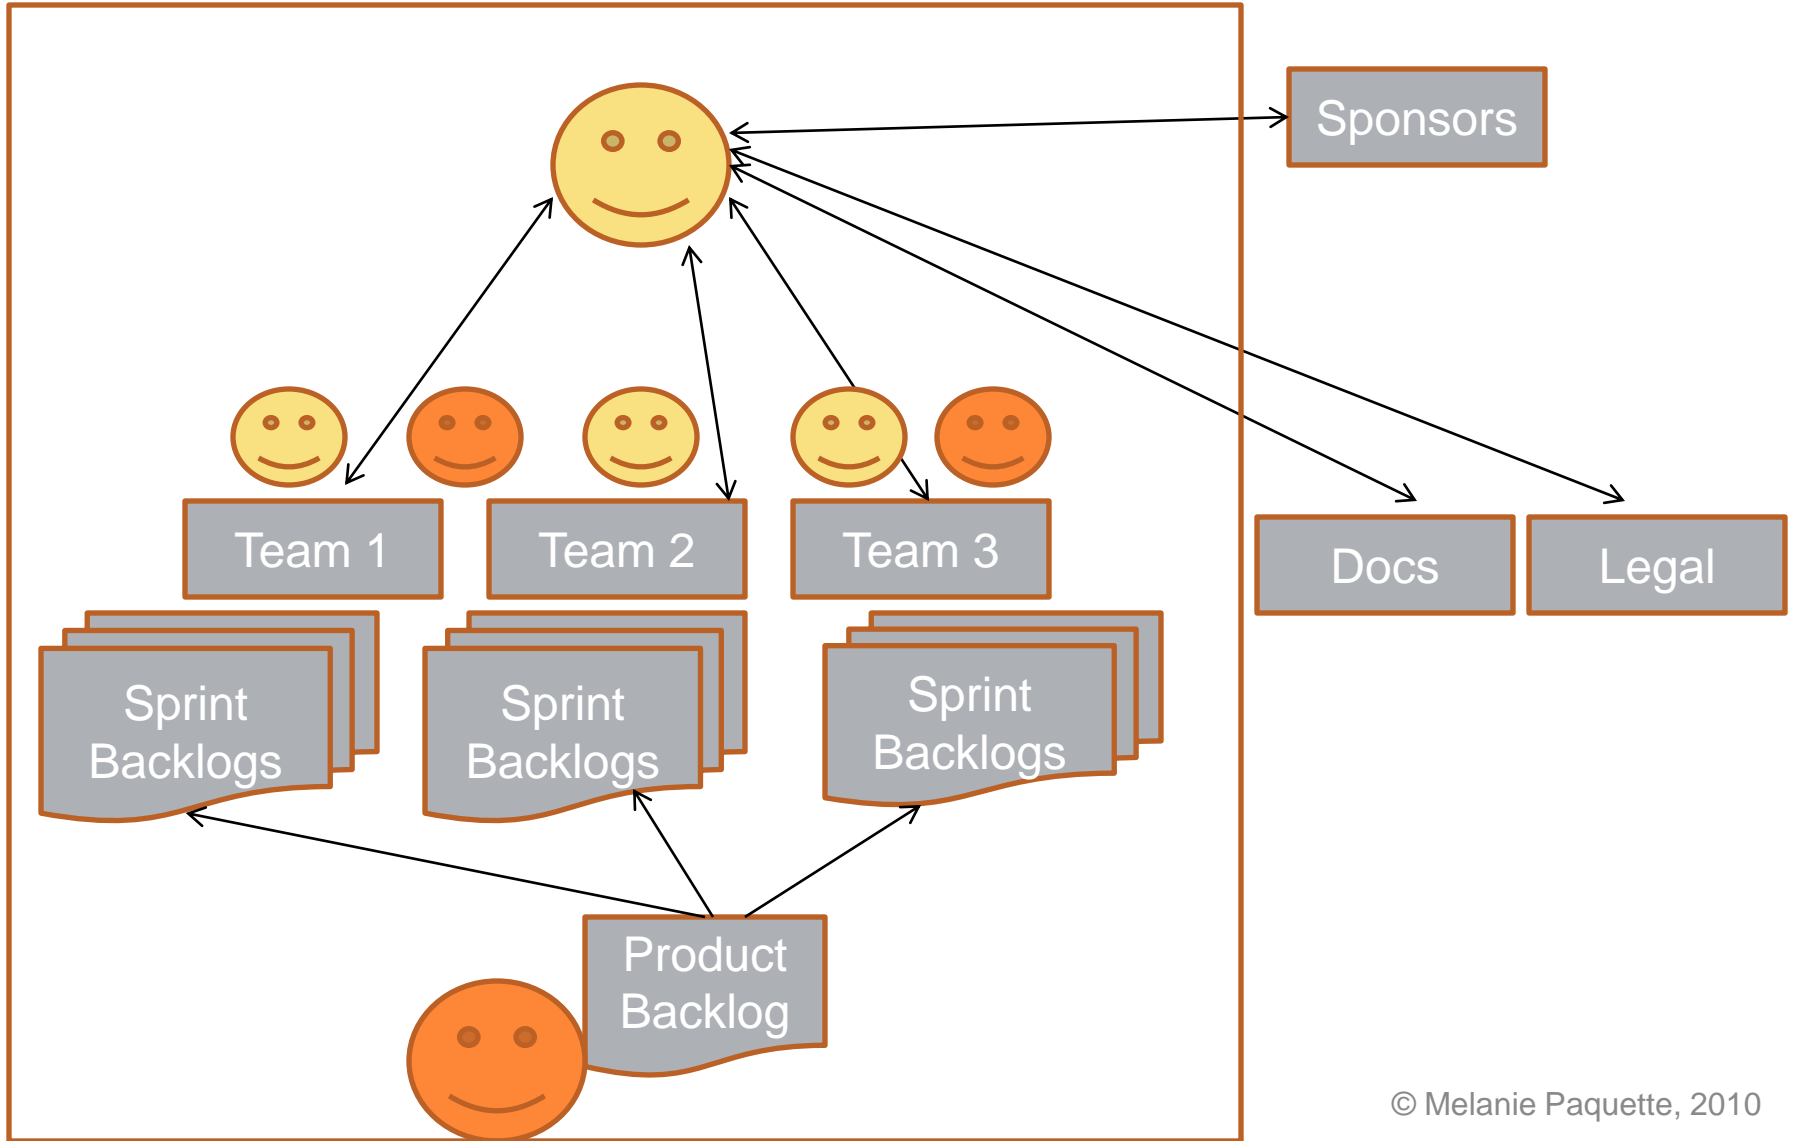 Sponsors
Team 1
Team 2
Team 3
Docs
Legal
Sprint
Backlogs
Sprint
Backlogs
Sprint
Backlogs
Product
Backlog
© Melanie Paquette, 2010